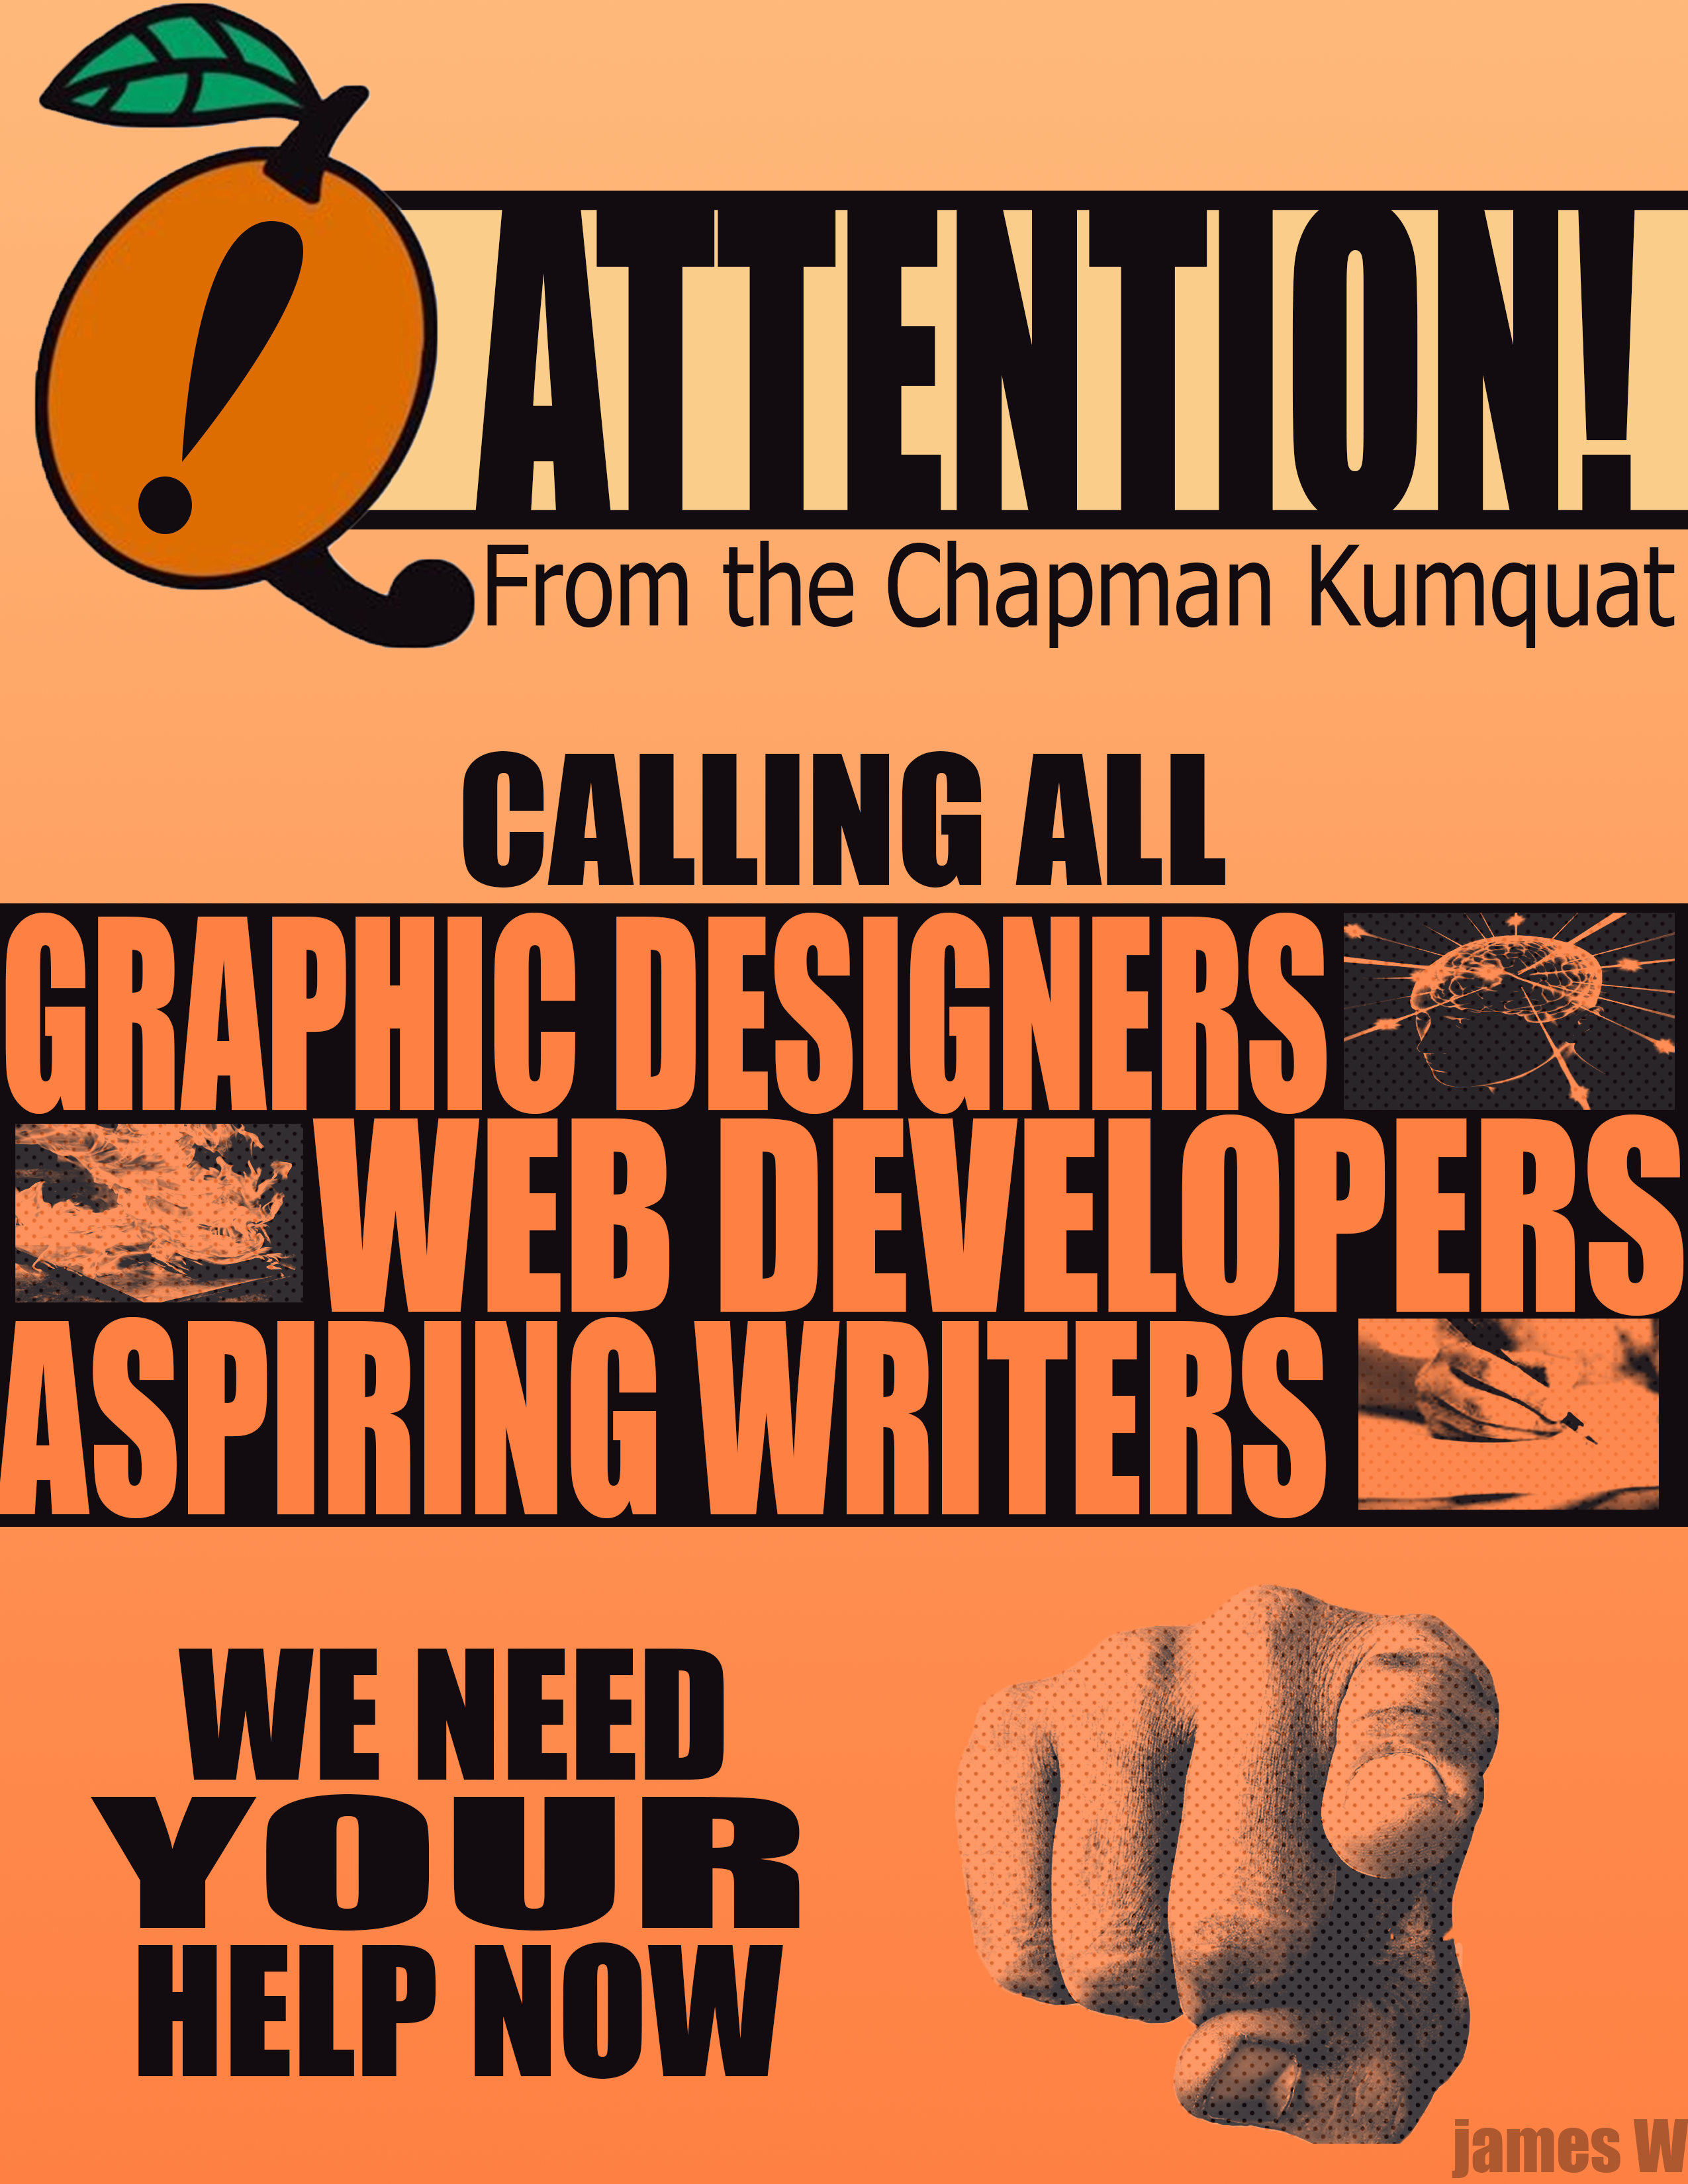 ATTENTION!
From the Chapman Kumquat
CALLING ALL
GRAPHIC DESIGNERS
WEB DEVELOPERS
ASPIRING WRITERS
WE NEED
YOUR
HELP NOW
james W